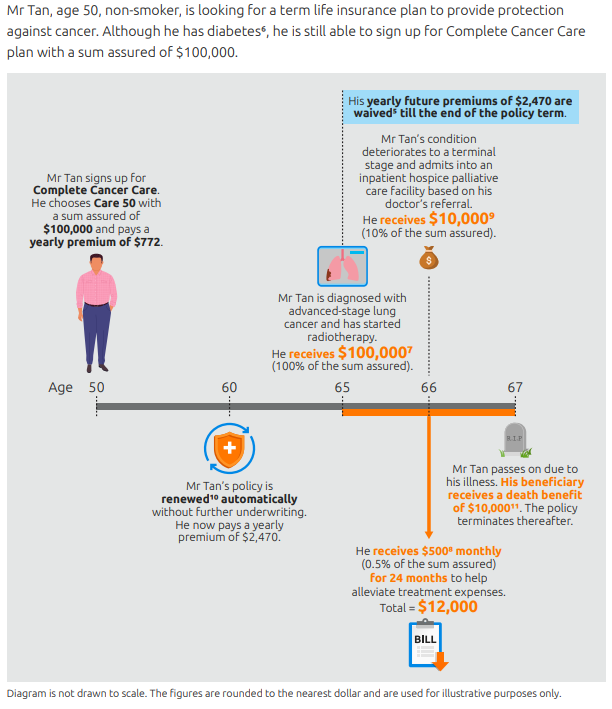 Mr Tan, age 50, non-smoker, is looking for a term life insurance plan to provide protection
against cancer. Although he has diabetes⁶, he is still able to sign up for Complete Cancer Care
plan with a sum assured of $100,000.
His yearly future premiums of $2,470 are
waived⁵ till the end of the policy term.
Mr Tan's condition
deteriorates to a terminal
stage and admits into an
inpatient hospice palliative
care facility based on his
doctor's referral.
He receives $10,000⁹
(10% of the sum assured).
Mr Tan signs up for
Complete Cancer Care.
He chooses Care 50 with
a sum assured of
$100,000 and pays a
yearly premium of $772.
$
Mr Tan is diagnosed with
advanced-stage lung
cancer and has started
radiotherapy.
He receives $100,000⁷
(100% of the sum assured).
Age 50 60 65 66 67
R.I.P
Mr Tan's policy is
renewed¹⁰ automatically
without further underwriting.
He now pays a yearly
premium of $2,470.
Mr Tan passes on due to
his illness. His beneficiary
receives a death benefit
of $10,000¹¹. The policy
terminates thereafter.
He receives $500⁸ monthly
(0.5% of the sum assured)
for 24 months to help
alleviate treatment expenses.
Total = $12,000
BILL
Diagram is not drawn to scale. The figures are rounded to the nearest dollar and are used for illustrative purposes only.